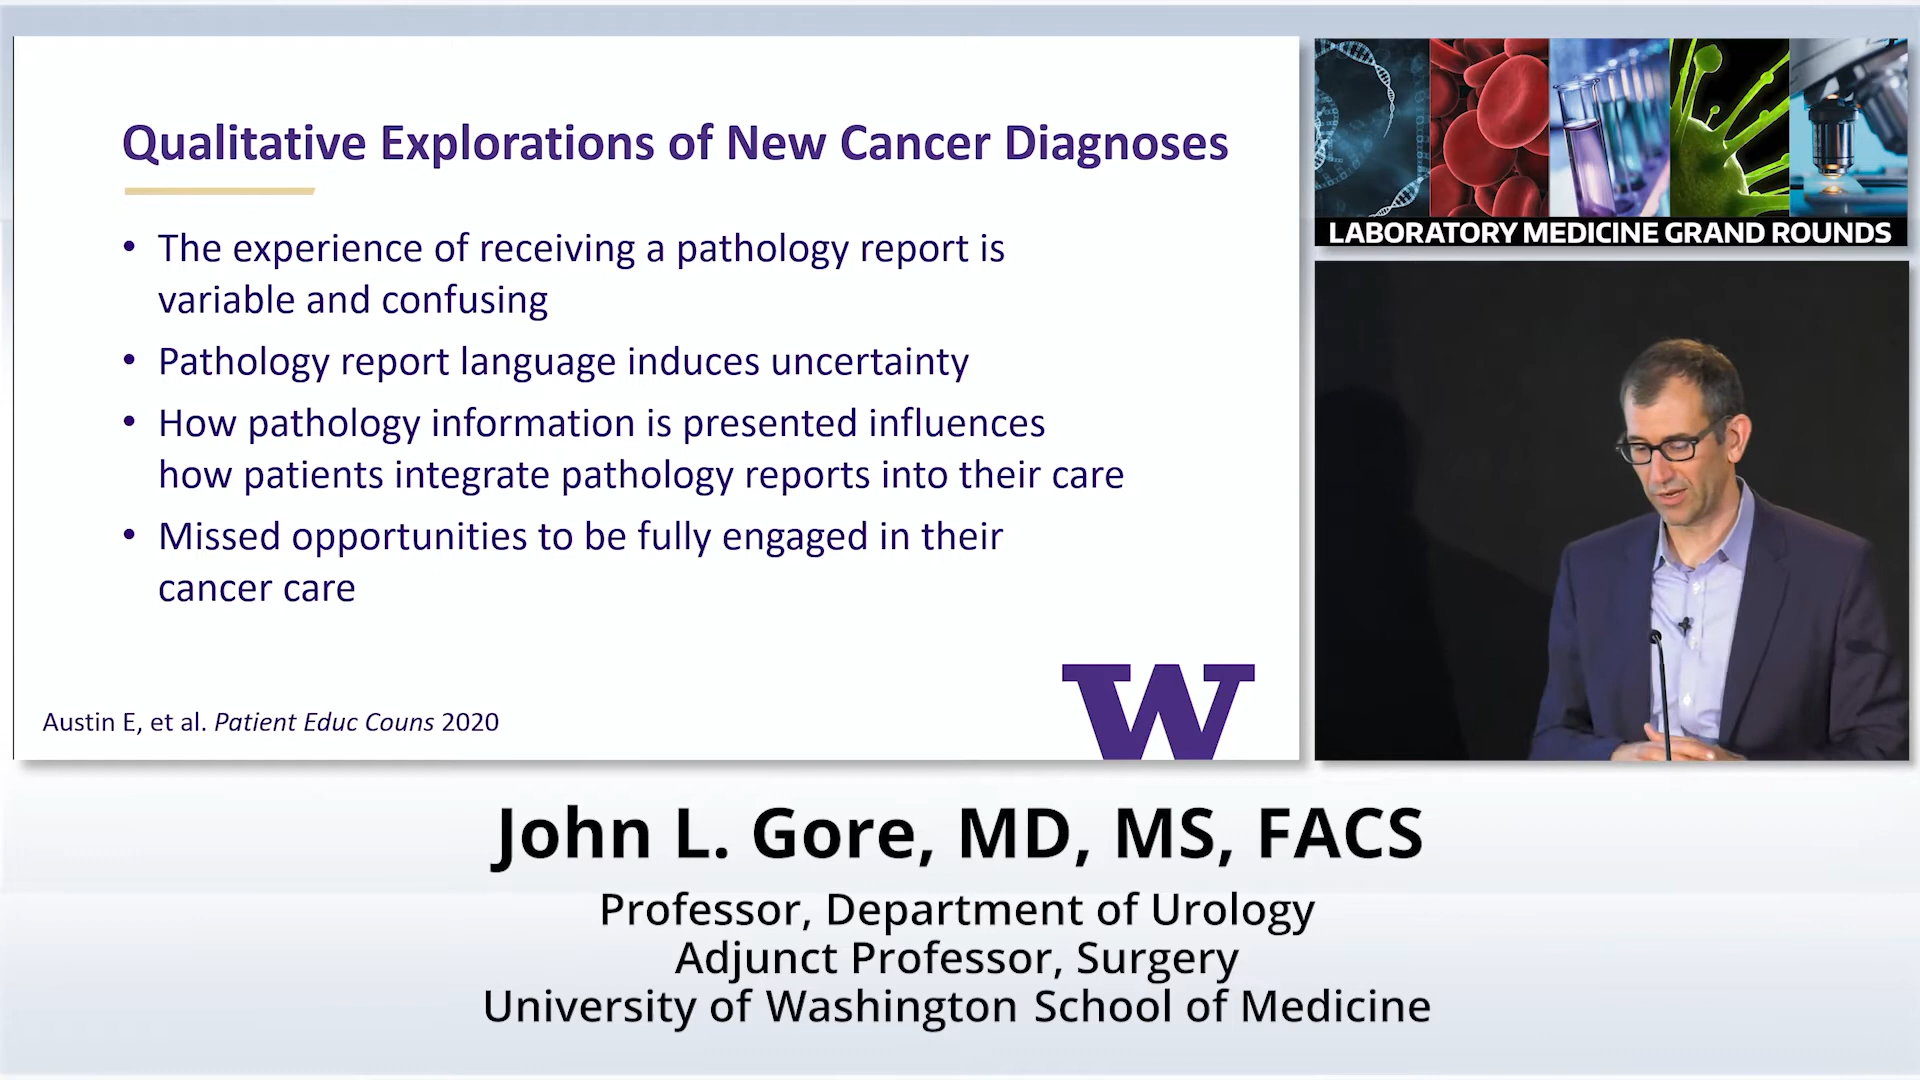 Qualitative Explorations of New Cancer Diagnoses
• The experience of receiving a pathology report is
variable and confusing
• Pathology report language induces uncertainty
• How pathology information is presented influences
how patients integrate pathology reports into their care
• Missed opportunities to be fully engaged in their
cancer care
Austin E, et al. Patient Educ Couns 2020
W
LABORATORY MEDICINE GRAND ROUNDS
John L. Gore, MD, MS, FACS
Professor, Department of Urology
Adjunct Professor, Surgery
University of Washington School of Medicine